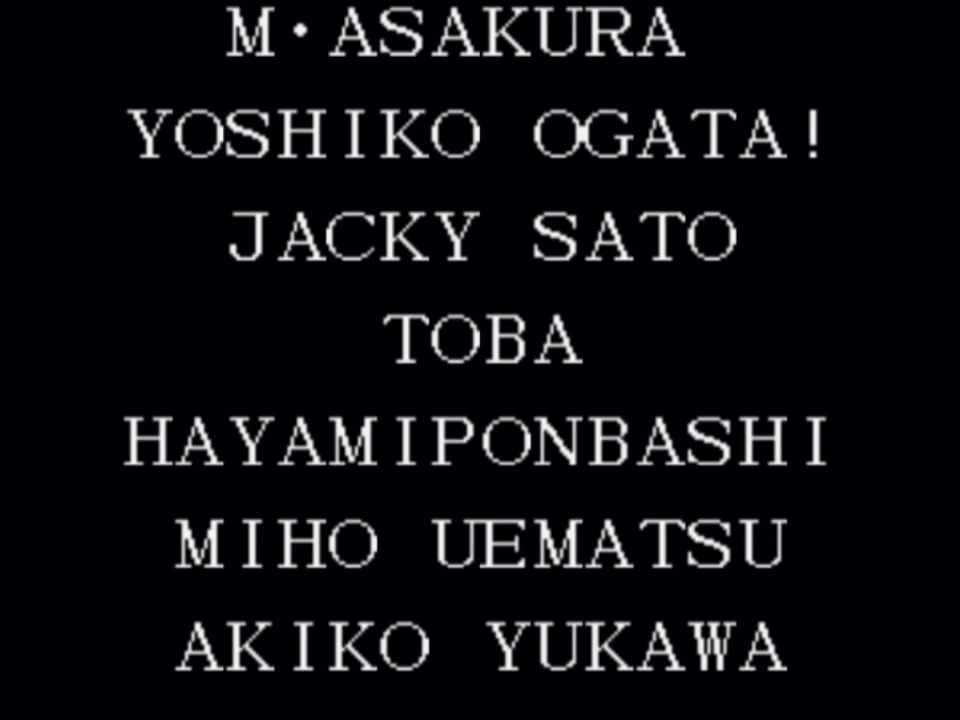 M・ASAKURA
YOSHIKO OGATA!
JACKY SATO
TOBA
HAYAMIPONBASHI
MIHO UEMATSU
AKIKO YUKAWA